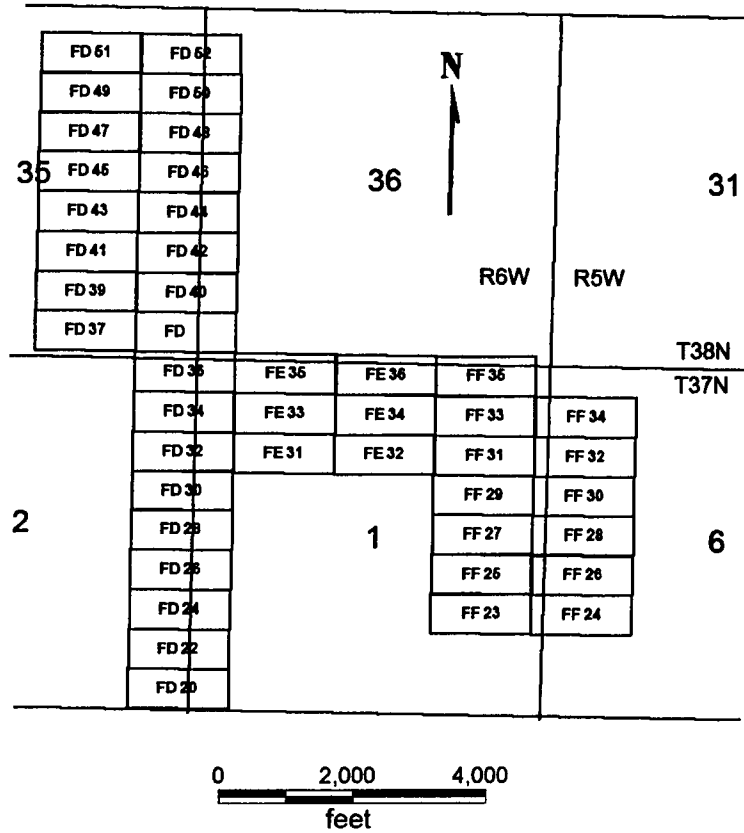 FD 51 FD 52
N
FD 49 FD 50
FD 47 FD 48
35 FD 45 FD 46 36 31
FD 43 FD 44
FD 41 FD 42
R6W R5W
FD 39 FD 40
FD 37 FD
T38N
FD 36 FE 35 FE 36 FF 35
T37N
FD 34 FE 33 FE 34 FF 33 FF 34
FD 32 FE 31 FE 32 FF 31 FF 32
FD 30 FF 29 FF 30
2 FD 28 1 FF 27 FF 28 6
FD 26 FF 25 FF 26
FD 24 FF 23 FF 24
FD 22
FD 20
0 2,000 4,000
feet